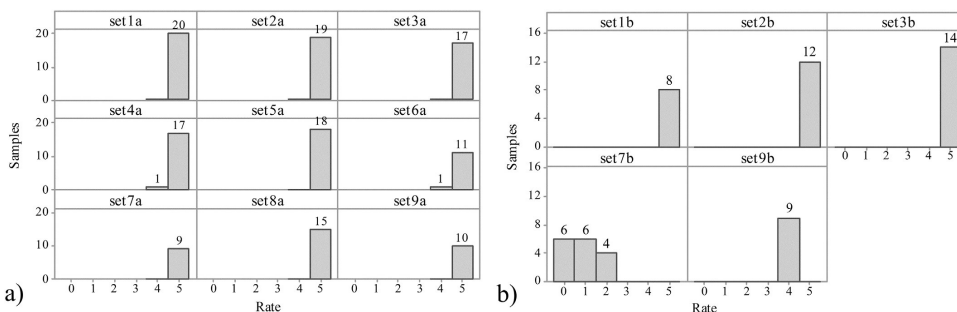 set1a set2a set3a
20 20 19 17
10
0
set4a set5a set6a
20 17 18 11
10
0 1 1
set7a set8a set9a
20 9 15 10
10
0
0 1 2 3 4 5 0 1 2 3 4 5 0 1 2 3 4 5
Samples
Rate
a)
set1b set2b set3b
16 8 12 14
12
8
4
0
0 1 2 3 4 5
set7b set9b
16
12
8 6 6 4 9
4
0
0 1 2 3 4 5 0 1 2 3 4 5
Samples
Rate
b)